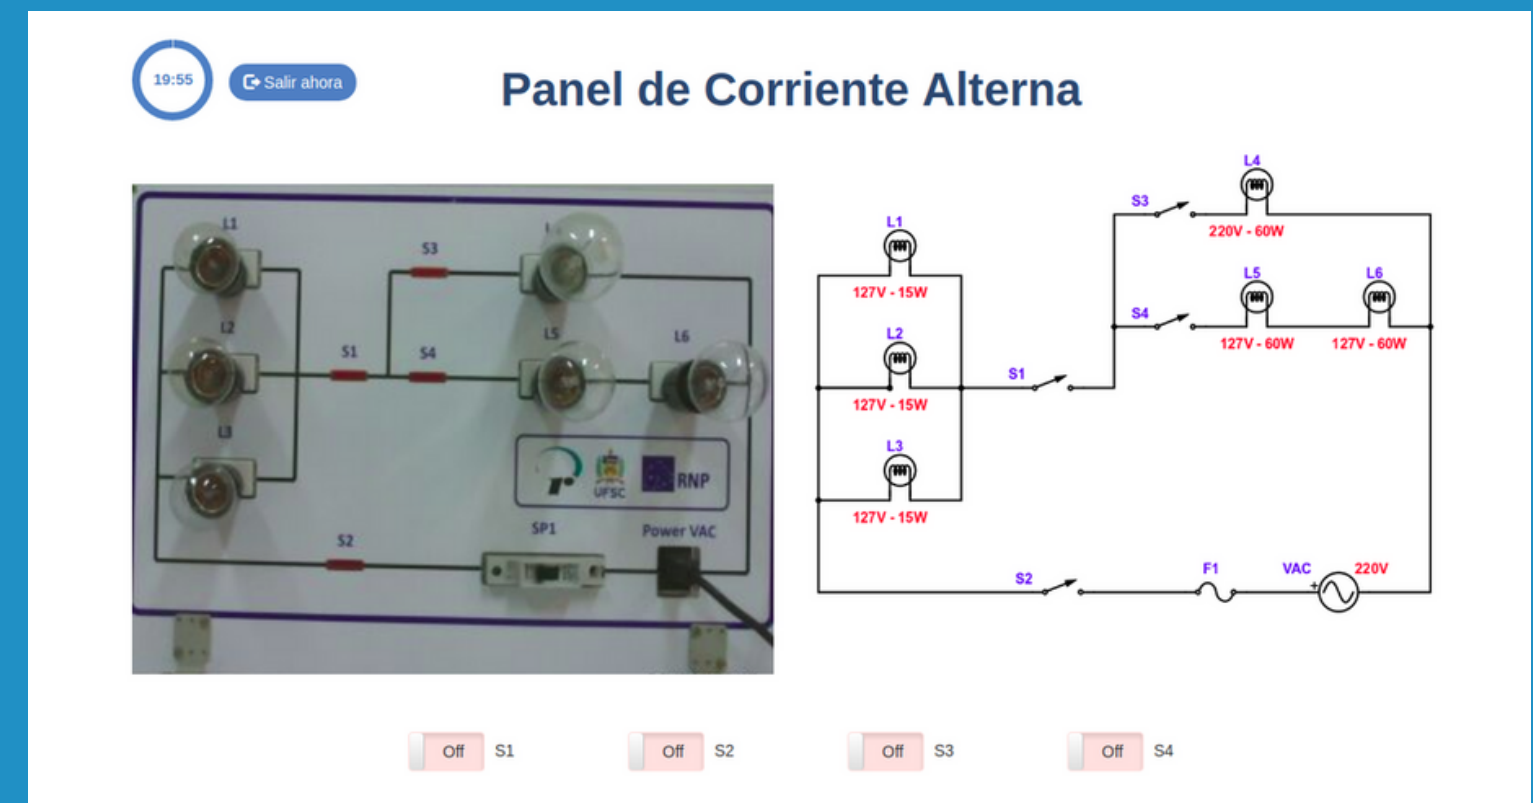 19:55
Salir ahora
Panel de Corriente Alterna
L1
S3
L2
S1
S4
L5
L6
L3
UFSC
RNP
S2
SP1
Power VAC
L4
S3
220V - 60W
L1
127V - 15W
L5
L6
S4
127V - 60W
127V - 60W
L2
S1
127V - 15W
L3
127V - 15W
S2
F1
VAC
220V
+
Off S1
Off S2
Off S3
Off S4